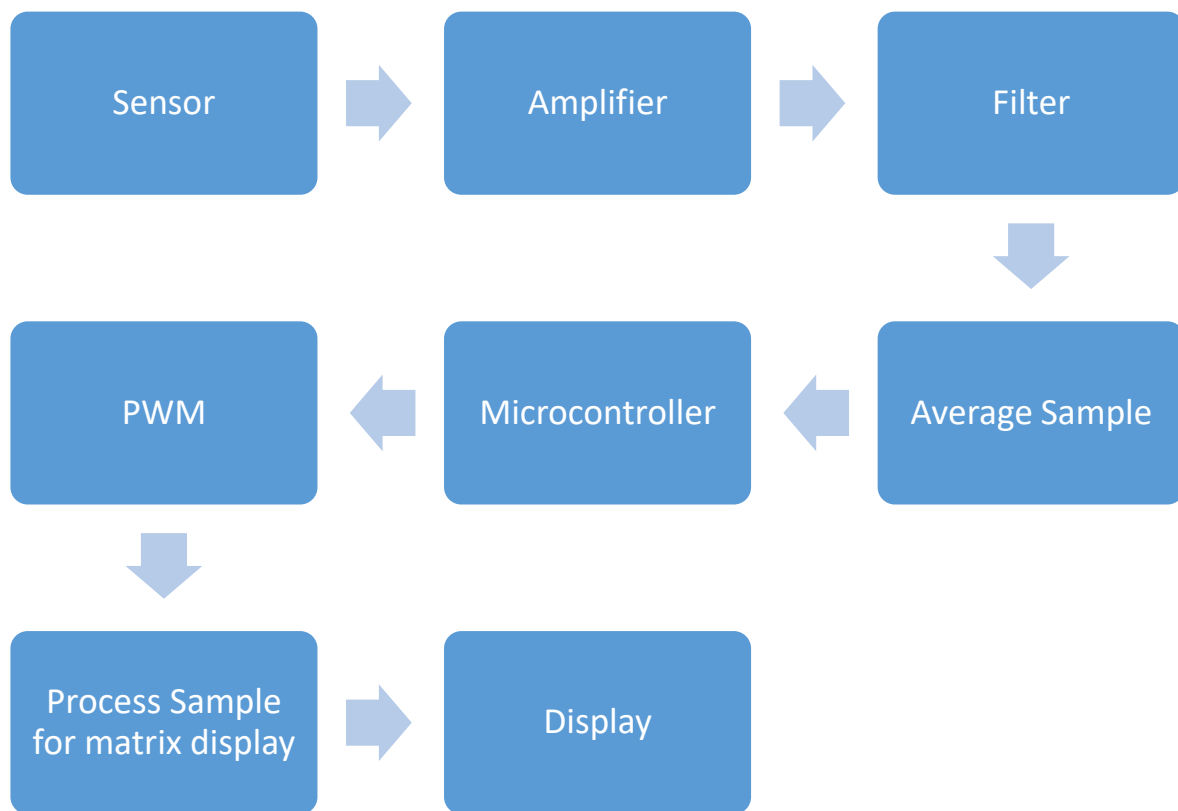 Sensor
Amplifier
Filter
Average Sample
Microcontroller
PWM
Process Sample
for matrix display
Display